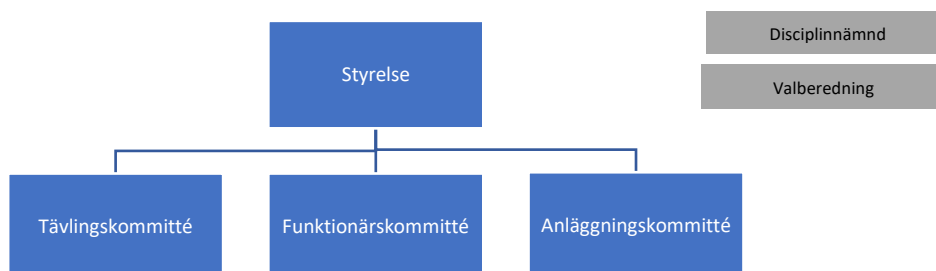 Disciplinnämnd
Styrelse
Valberedning
Tävlingskommitté
Funktionärskommitté
Anläggningskommitté